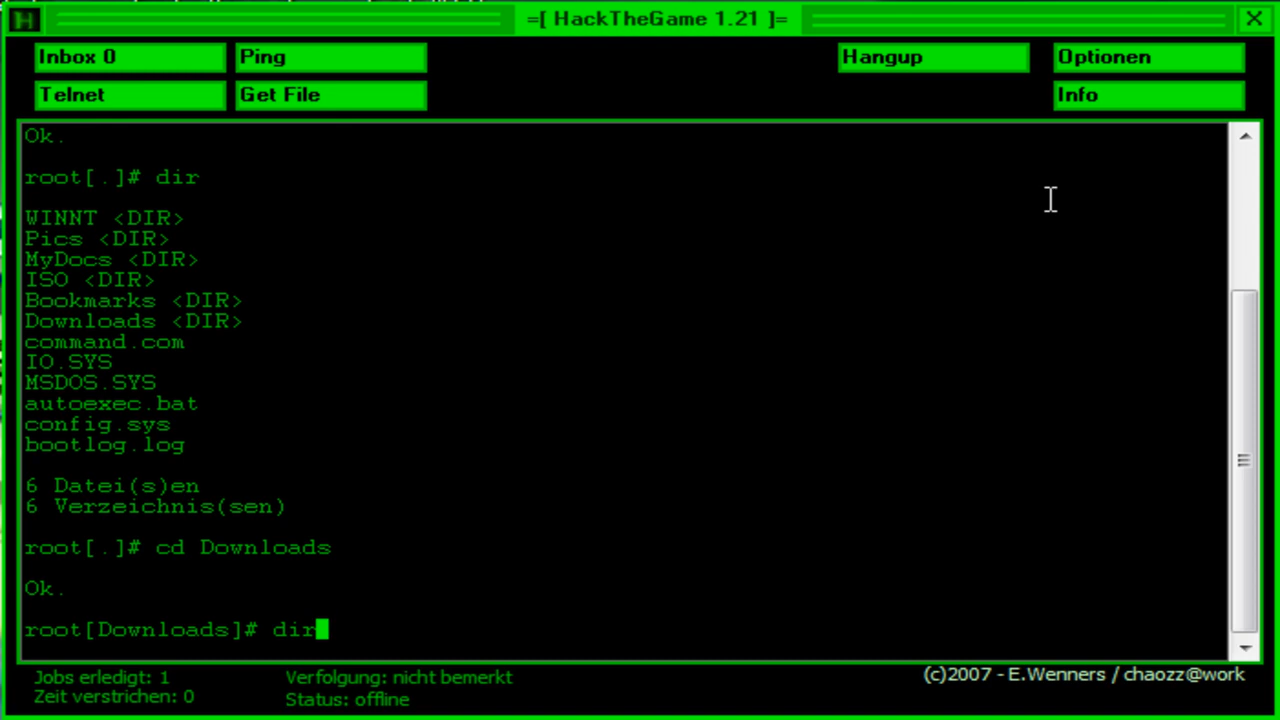 =[ HackTheGame 1.21 ]=
Inbox 0
Ping
Hangup
Optionen
Telnet
Get File
Info
Ok.
root[.]# dir
WINNT <DIR>
Pics <DIR>
MyDocs <DIR>
ISO <DIR>
Bookmarks <DIR>
Downloads <DIR>
command.com
IO.SYS
MSDOS.SYS
autoexec.bat
config.sys
bootlog.log
6 Datei(s)en
6 Verzeichnis(sen)
root[.]# cd Downloads
Ok.
root[Downloads]# dir
Jobs erledigt: 1
Verfolgung: nicht bemerkt
(c)2007 - E.Wenners / chaozz@work
Zeit verstrichen: 0
Status: offline